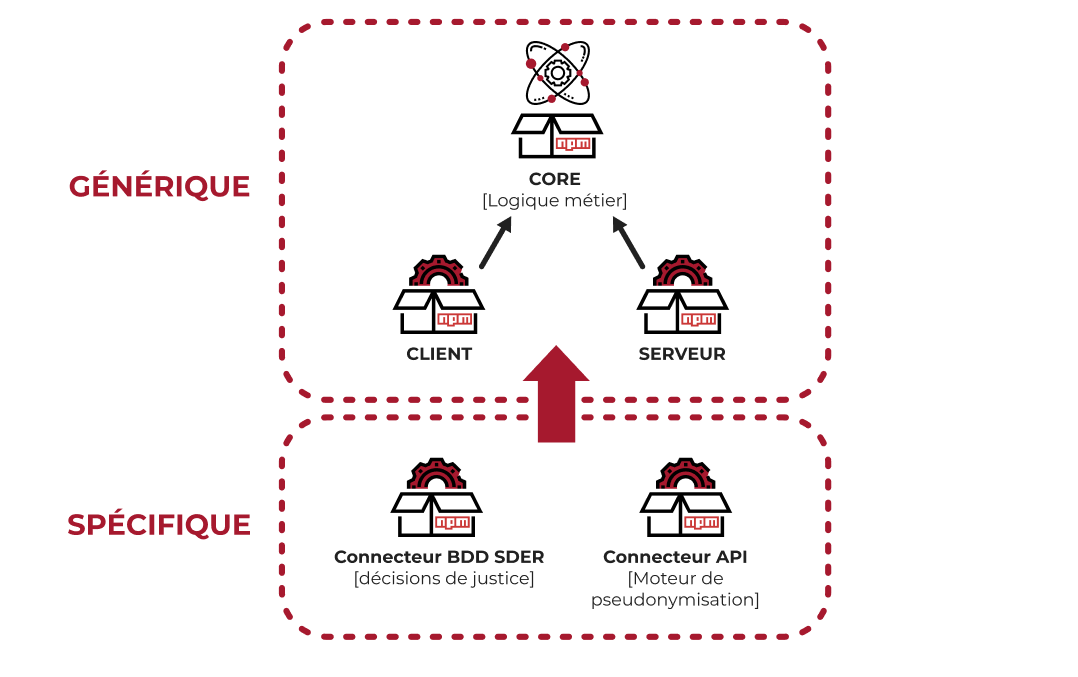 npm
CORE
[Logique métier]
GÉNÉRIQUE
npm
npm
CLIENT
SERVEUR
npm
npm
SPÉCIFIQUE
Connecteur BDD SDER
[décisions de justice]
Connecteur API
[Moteur de
pseudonymisation]